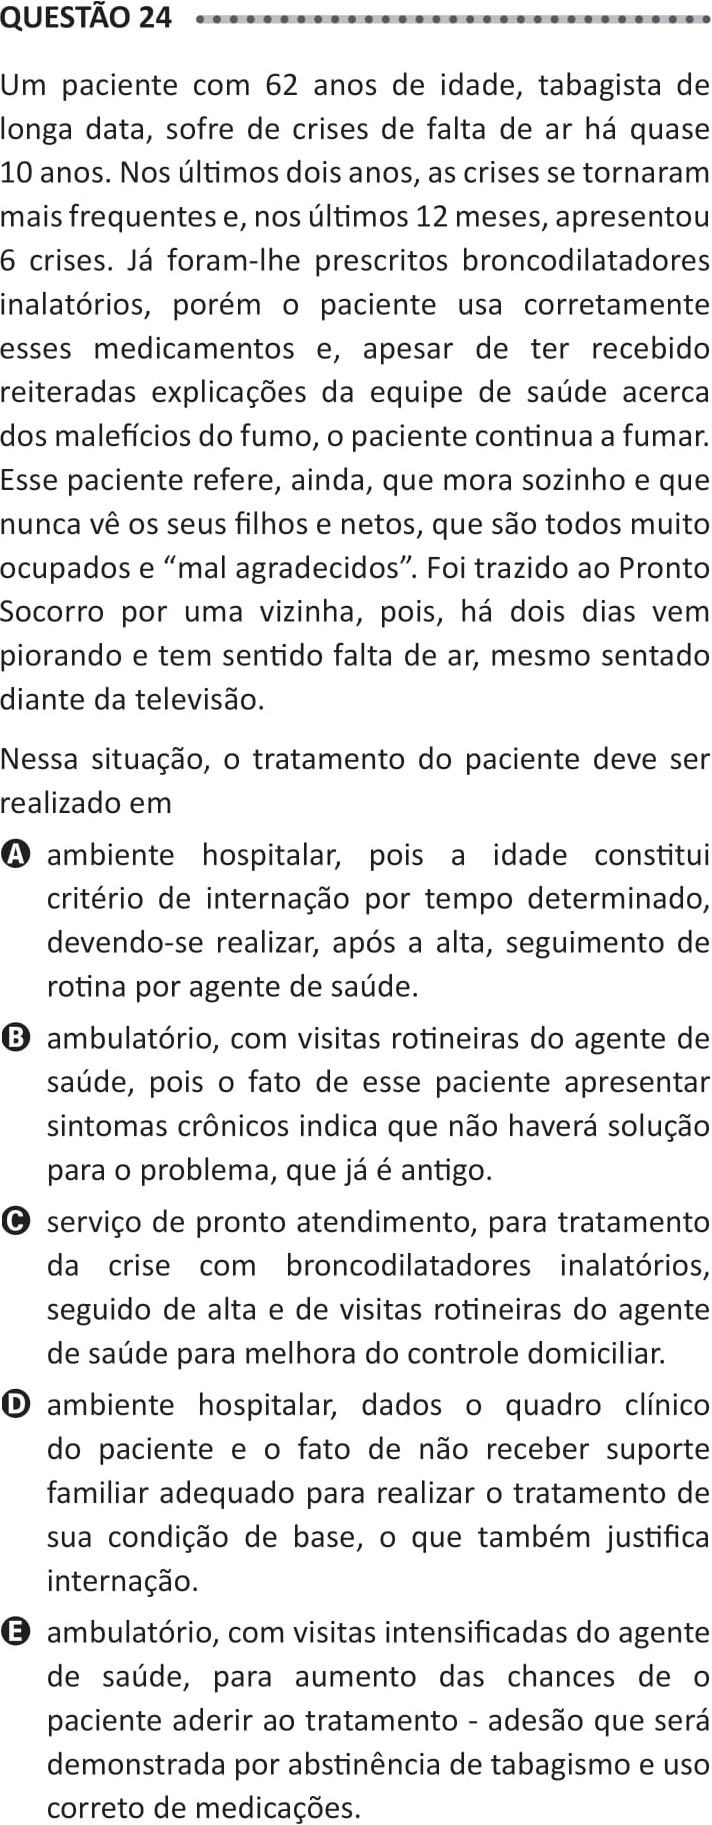 QUESTÃO 24
Um paciente com 62 anos de idade, tabagista de
longa data, sofre de crises de falta de ar há quase
10 anos. Nos últimos dois anos, as crises se tornaram
mais frequentes e, nos últimos 12 meses, apresentou
6 crises. Já foram-lhe prescritos broncodilatadores
inalatórios, porém o paciente usa corretamente
esses medicamentos e, apesar de ter recebido
reiteradas explicações da equipe de saúde acerca
dos malefícios do fumo, o paciente continua a fumar.
Esse paciente refere, ainda, que mora sozinho e que
nunca vê os seus filhos e netos, que são todos muito
ocupados e “mal agradecidos”. Foi trazido ao Pronto
Socorro por uma vizinha, pois, há dois dias vem
piorando e tem sentido falta de ar, mesmo sentado
diante da televisão.
Nessa situação, o tratamento do paciente deve ser
realizado em
A ambiente hospitalar, pois a idade constitui
critério de internação por tempo determinado,
devendo-se realizar, após a alta, seguimento de
rotina por agente de saúde.
B ambulatório, com visitas rotineiras do agente de
saúde, pois o fato de esse paciente apresentar
sintomas crônicos indica que não haverá solução
para o problema, que já é antigo.
C serviço de pronto atendimento, para tratamento
da crise com broncodilatadores inalatórios,
seguido de alta e de visitas rotineiras do agente
de saúde para melhora do controle domiciliar.
D ambiente hospitalar, dados o quadro clínico
do paciente e o fato de não receber suporte
familiar adequado para realizar o tratamento de
sua condição de base, o que também justifica
internação.
E ambulatório, com visitas intensificadas do agente
de saúde, para aumento das chances de o
paciente aderir ao tratamento - adesão que será
demonstrada por abstinência de tabagismo e uso
correto de medicações.